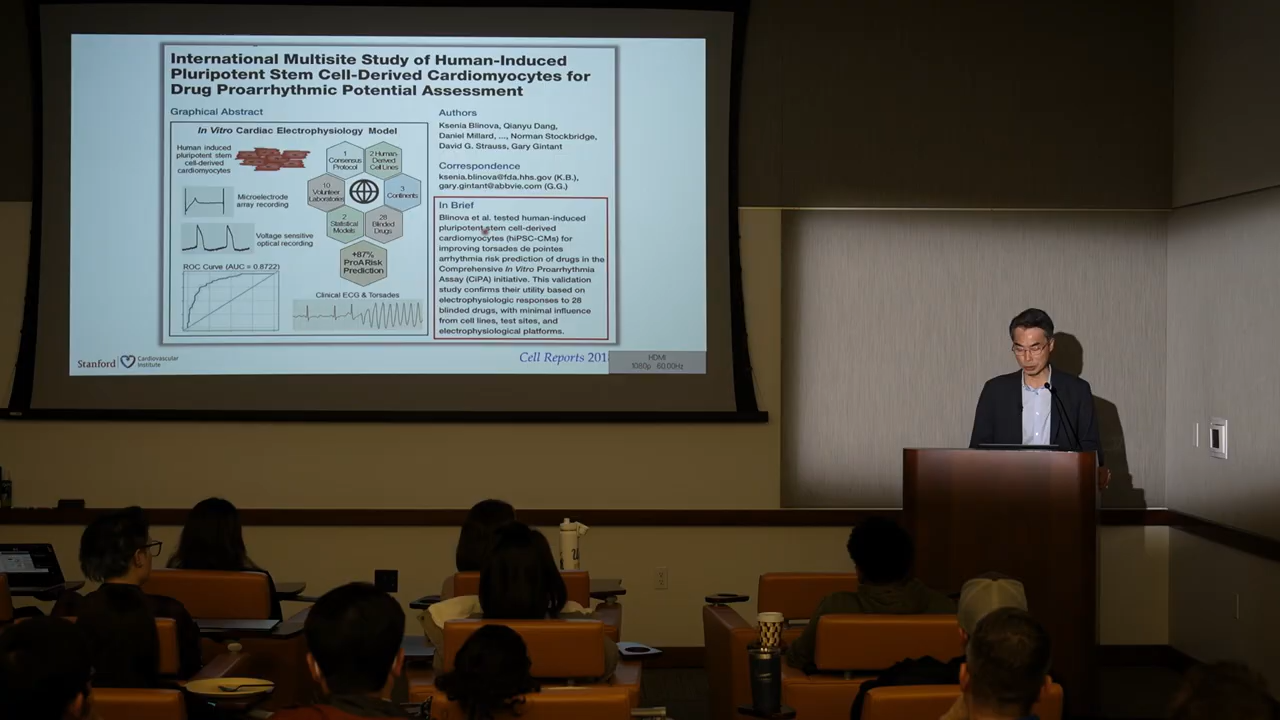 International Multisite Study of Human-Induced
Pluripotent Stem Cell-Derived Cardiomyocytes for
Drug Proarrhythmic Potential Assessment
Graphical Abstract
In Vitro Cardiac Electrophysiology Model
Human induced
pluripotent stem
cell-derived
cardiomyocytes
1
Consensus
Protocol
2 Human-
Derived
Cell Lines
10
Volunteer
Laboratories
3
Continents
2
Statistical
Models
28
Blinded
Drugs
+87%
ProA Risk
Prediction
Microelectrode
array recording
Voltage sensitive
optical recording
ROC Curve (AUC = 0.8722)
Clinical ECG & Torsades
Authors
Ksenia Blinova, Qianyu Dang,
Daniel Millard, ..., Norman Stockbridge,
David G. Strauss, Gary Gintant
Correspondence
ksenia.blinova@fda.hhs.gov (K.B.),
gary.gintant@abbvie.com (G.G.)
In Brief
Blinova et al. tested human-induced
pluripotent stem cell-derived
cardiomyocytes (hiPSC-CMs) for
improving torsades de pointes
arrhythmia risk prediction of drugs in the
Comprehensive In Vitro Proarrhythmia
Assay (CiPA) initiative. This validation
study confirms their utility based on
electrophysiologic responses to 28
blinded drugs, with minimal influence
from cell lines, test sites, and
electrophysiological platforms.
Stanford
Cardiovascular
Institute
Cell Reports 201
HDMI
1080p 60.00Hz